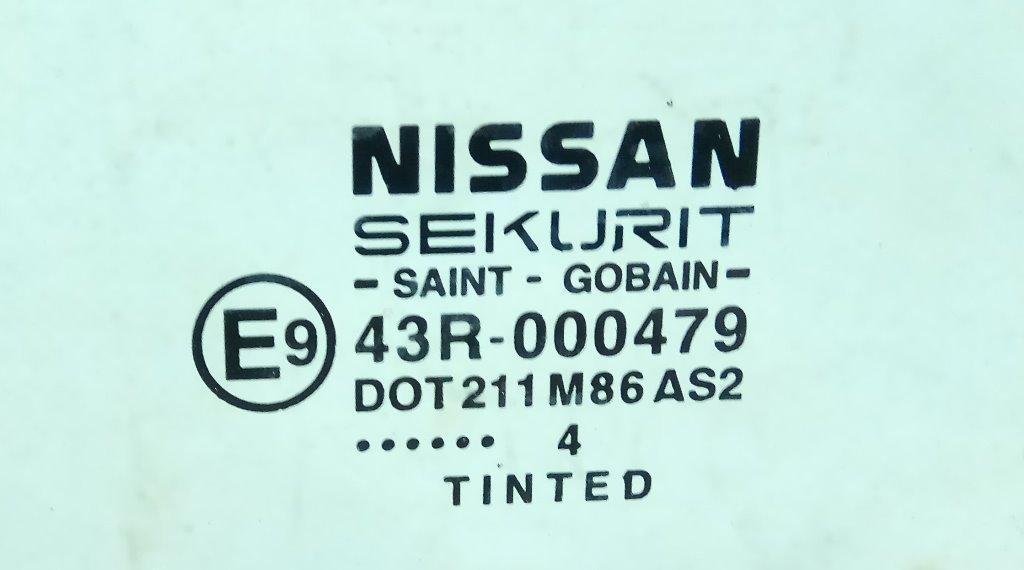 NISSAN
SEKURIT
- SAINT - GOBAIN -
E9 43R-000479
DOT 211 M86 AS2
...... 4
TINTED